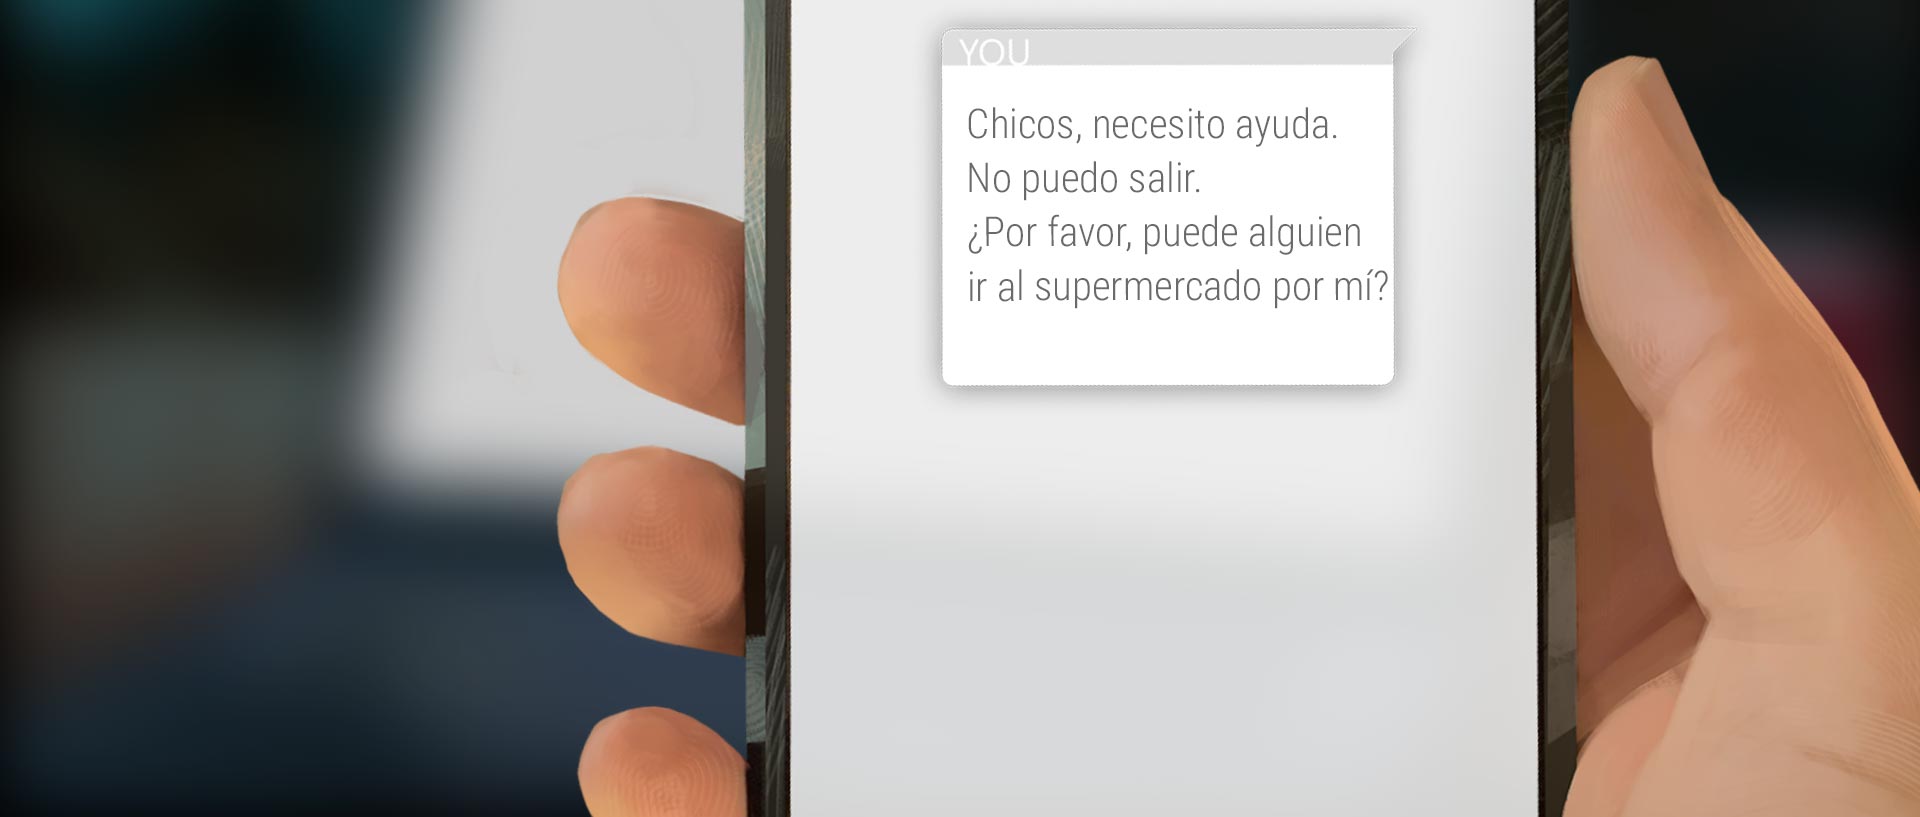 YOU
Chicos, necesito ayuda.
No puedo salir.
¿Por favor, puede alguien
ir al supermercado por mí?